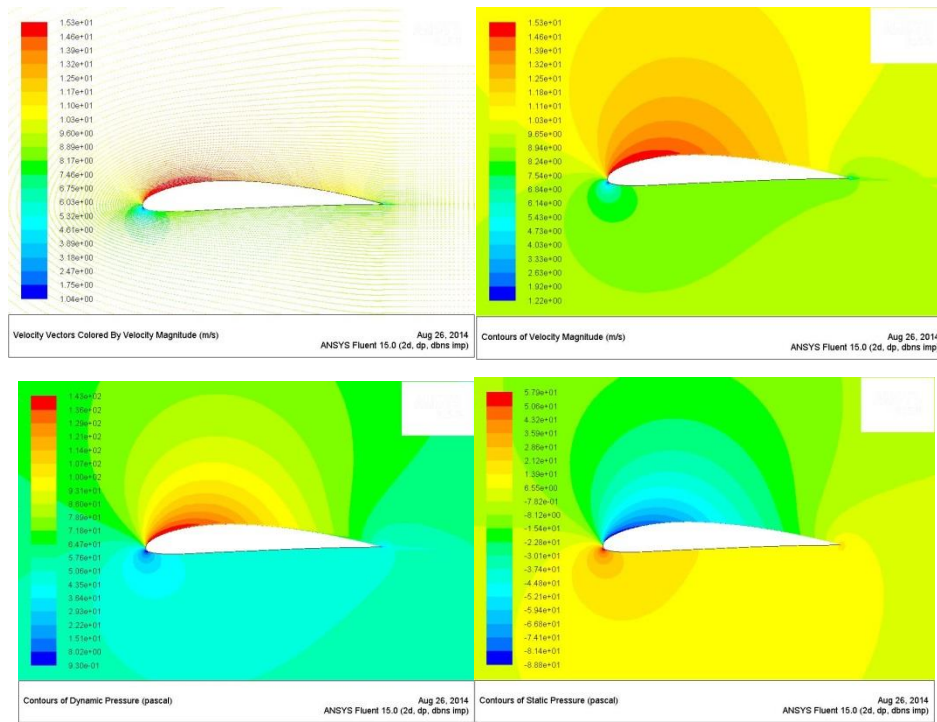 1.53e+01
1.46e+01
1.39e+01
1.32e+01
1.25e+01
1.17e+01
1.10e+01
1.03e+01
9.60e+00
8.89e+00
8.17e+00
7.46e+00
6.75e+00
6.03e+00
5.32e+00
4.61e+00
3.89e+00
3.18e+00
2.47e+00
1.75e+00
1.04e+00
Velocity Vectors Colored By Velocity Magnitude (m/s)
Aug 26, 2014
ANSYS Fluent 15.0 (2d, dp, dbns imp)
1.53e+01
1.46e+01
1.39e+01
1.32e+01
1.25e+01
1.18e+01
1.11e+01
1.03e+01
9.65e+00
8.94e+00
8.24e+00
7.54e+00
6.84e+00
6.14e+00
5.43e+00
4.73e+00
4.03e+00
3.33e+00
2.63e+00
1.92e+00
1.22e+00
Contours of Velocity Magnitude (m/s)
Aug 26, 2014
ANSYS Fluent 15.0 (2d, dp, dbns imp)
1.43e+02
1.36e+02
1.29e+02
1.21e+02
1.14e+02
1.07e+02
1.00e+02
9.31e+01
8.60e+01
7.89e+01
7.18e+01
6.47e+01
5.76e+01
5.06e+01
4.35e+01
3.64e+01
2.93e+01
2.22e+01
1.51e+01
8.02e+00
9.30e-01
Contours of Dynamic Pressure (pascal)
Aug 26, 2014
ANSYS Fluent 15.0 (2d, dp, dbns imp)
5.79e+01
5.06e+01
4.32e+01
3.59e+01
2.86e+01
2.12e+01
1.39e+01
6.55e+00
-7.82e-01
-8.12e+00
-1.54e+01
-2.28e+01
-3.01e+01
-3.74e+01
-4.48e+01
-5.21e+01
-5.94e+01
-6.68e+01
-7.41e+01
-8.14e+01
-8.88e+01
Contours of Static Pressure (pascal)
Aug 26, 2014
ANSYS Fluent 15.0 (2d, dp, dbns imp)